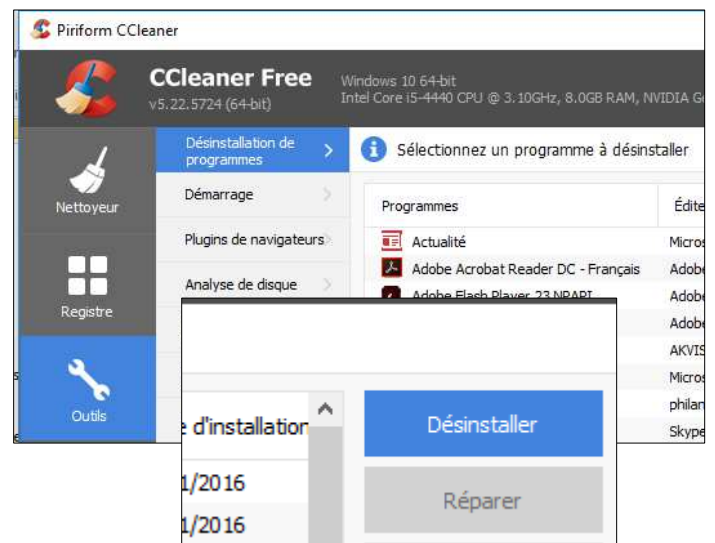 Piriform CCleaner
CCleaner Free
v5.22.5724 (64-bit)
Windows 10 64-bit
Intel Core i5-4440 CPU @ 3.10GHz, 8.0GB RAM, NVIDIA G
Nettoyeur
Registre
Outils
Désinstallation de
programmes
Démarrage
Plugins de navigateurs
Analyse de disque
Sélectionnez un programme à désinstaller
Programmes Édite
Actualité Micros
Adobe Acrobat Reader DC - Français Adobe
Adobe Flash Player 23 NPAPI Adobe
Adobe
AKVIS
Micros
philan
Skype
e d'installation
1/2016
1/2016
Désinstaller
Réparer